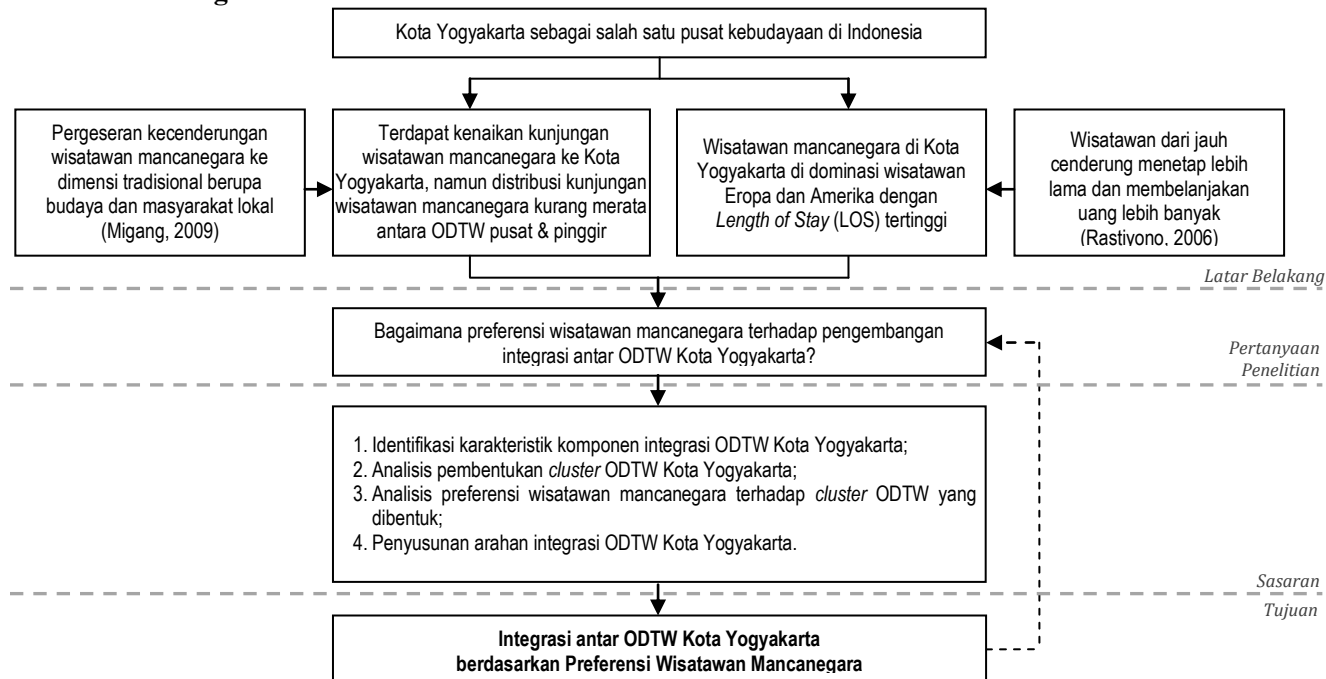 Kota Yogyakarta sebagai salah satu pusat kebudayaan di Indonesia
Pergeseran kecenderungan
wisatawan mancanegara ke
dimensi tradisional berupa
budaya dan masyarakat lokal
(Migang, 2009)
Terdapat kenaikan kunjungan
wisatawan mancanegara ke Kota
Yogyakarta, namun distribusi kunjungan
wisatawan mancanegara kurang merata
antara ODTW pusat & pinggir
Wisatawan mancanegara di Kota
Yogyakarta di dominasi wisatawan
Eropa dan Amerika dengan
Length of Stay (LOS) tertinggi
Wisatawan dari jauh
cenderung menetap lebih
lama dan membelanjakan
uang lebih banyak
(Rastiyono, 2006)
Latar Belakang
Bagaimana preferensi wisatawan mancanegara terhadap pengembangan
integrasi antar ODTW Kota Yogyakarta?
Pertanyaan
Penelitian
1. Identifikasi karakteristik komponen integrasi ODTW Kota Yogyakarta;
2. Analisis pembentukan cluster ODTW Kota Yogyakarta;
3. Analisis preferensi wisatawan mancanegara terhadap cluster ODTW yang
dibentuk;
4. Penyusunan arahan integrasi ODTW Kota Yogyakarta.
Sasaran
Tujuan
Integrasi antar ODTW Kota Yogyakarta
berdasarkan Preferensi Wisatawan Mancanegara